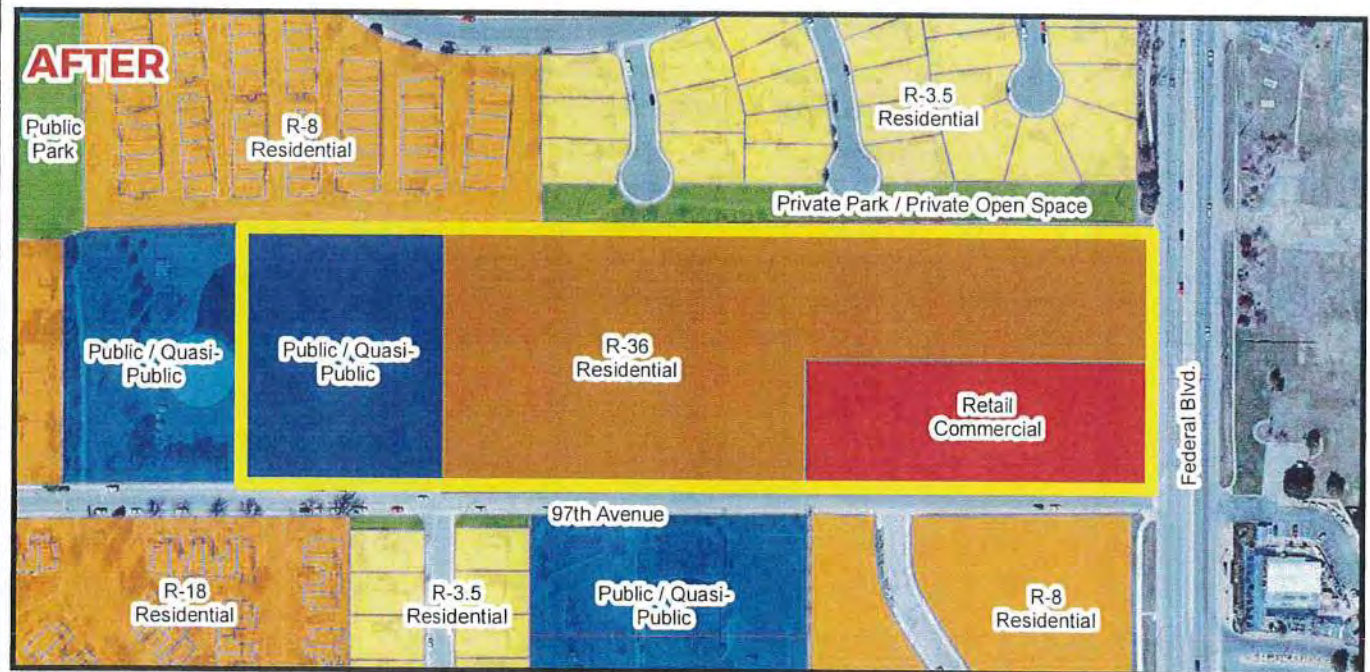 AFTER
Public
Park
R-8
Residential
R-3.5
Residential
Private Park / Private Open Space
Public / Quasi-
Public
Public / Quasi-
Public
R-36
Residential
Retail
Commercial
Federal Blvd.
97th Avenue
R-18
Residential
R-3.5
Residential
Public / Quasi-
Public
R-8
Residential